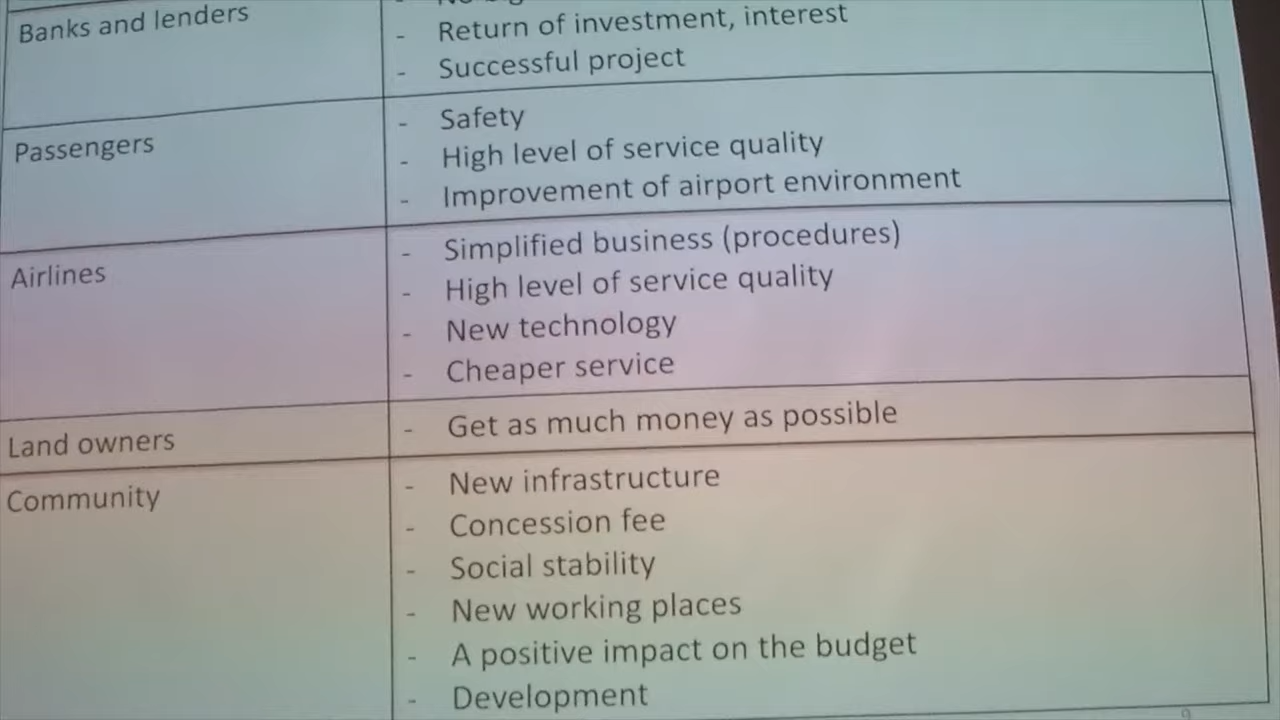 Banks and lenders
- Return of investment, interest
- Successful project
Passengers
- Safety
- High level of service quality
- Improvement of airport environment
Airlines
- Simplified business (procedures)
- High level of service quality
- New technology
- Cheaper service
Land owners
- Get as much money as possible
Community
- New infrastructure
- Concession fee
- Social stability
- New working places
- A positive impact on the budget
- Development